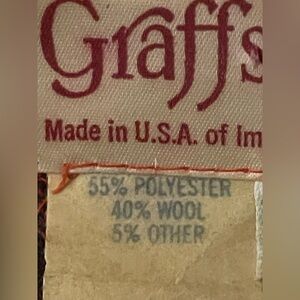 Graffs
Made in U.S.A. of Im
55% POLYESTER
40% WOOL
5% OTHER